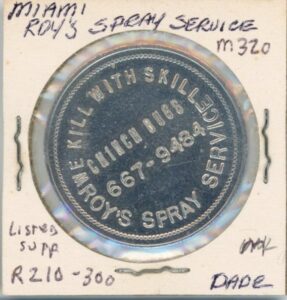 MIAMI
ROY'S SPRAY SERVICE
M320
WE KILL WITH SKILL
CHINCH BUGS
667-9484
ROY'S SPRAY SERVICE
LISTED
SUPP
R210-300
DADE